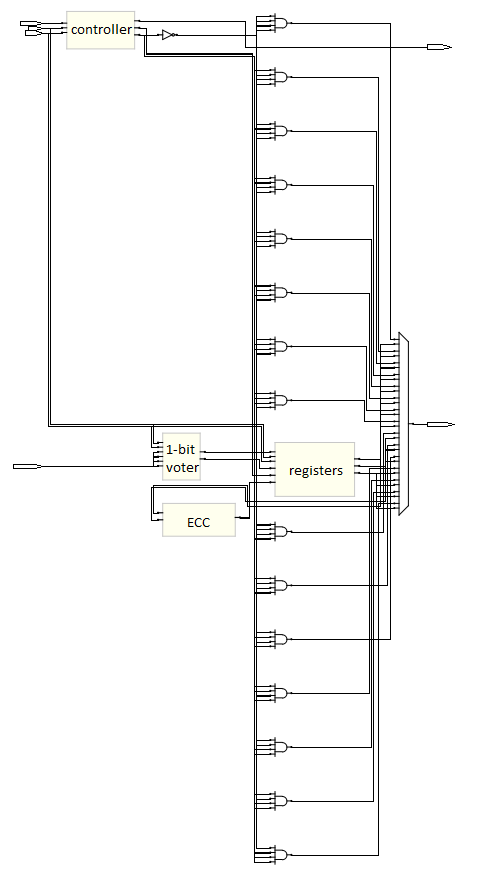 controller
1-bit
voter
registers
ECC